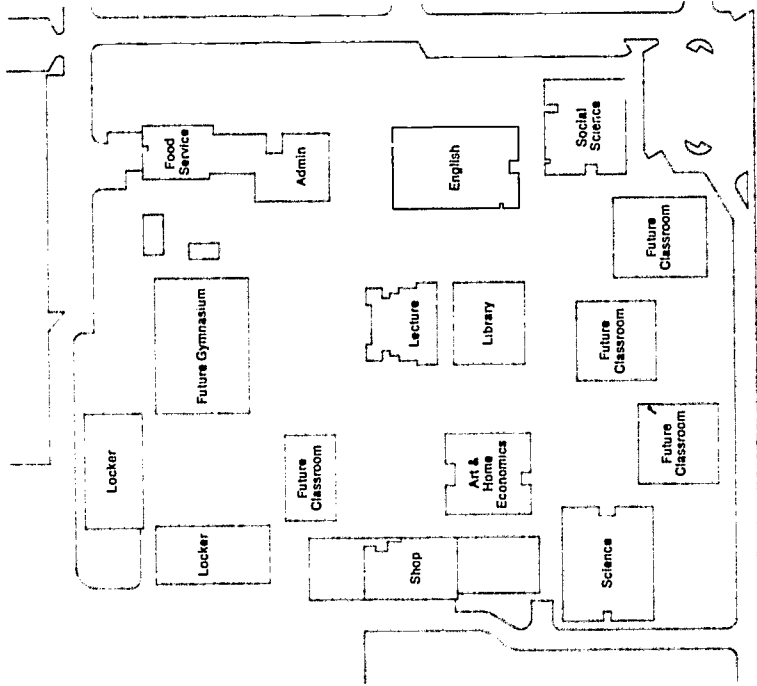 Locker
Food
Service
Locker
Future Gymnasium
Admin
Future
Classroom
Shop
Lecture
English
Art &
Home
Economics
Library
Social
Science
Science
Future
Classroom
Future
Classroom
Future
Classroom